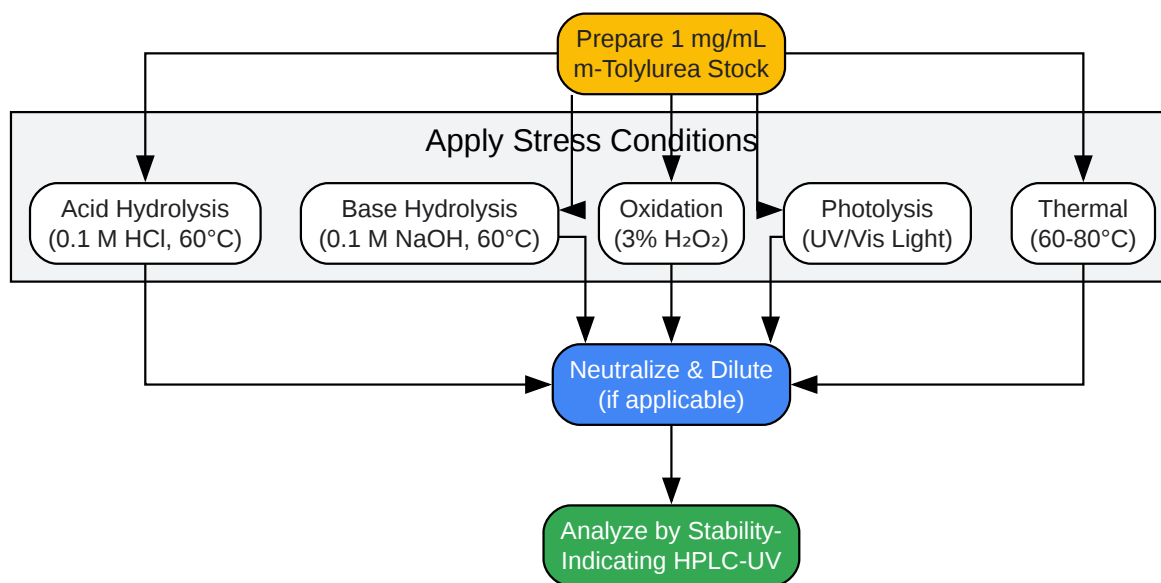 Prepare 1 mg/mL
m-Tolylurea Stock
Apply Stress Conditions
Acid Hydrolysis
(0.1 M HCl, 60°C)
Base Hydrolysis
(0.1 M NaOH, 60°C)
Oxidation
(3% H₂O₂)
Photolysis
(UV/Vis Light)
Thermal
(60-80°C)
Neutralize & Dilute
(if applicable)
Analyze by Stability-
Indicating HPLC-UV